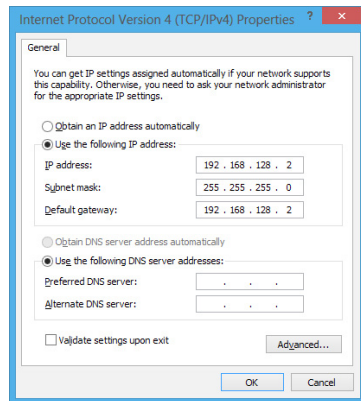 Internet Protocol Version 4 (TCP/IPv4) Properties ? ×
General
You can get IP settings assigned automatically if your network supports
this capability. Otherwise, you need to ask your network administrator
for the appropriate IP settings.
Obtain an IP address automatically
Use the following IP address:
IP address: 192 . 168 . 128 . 2
Subnet mask: 255 . 255 . 255 . 0
Default gateway: 192 . 168 . 128 . 2
Obtain DNS server address automatically
Use the following DNS server addresses:
Preferred DNS server: . . .
Alternate DNS server: . . .
Validate settings upon exit
Advanced...
OK Cancel